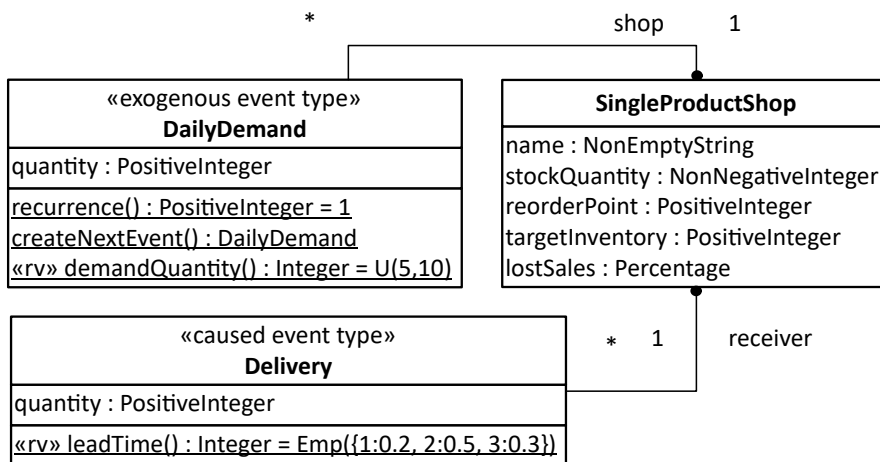 * shop 1
«exogenous event type»
DailyDemand
quantity : PositiveInteger
recurrence() : PositiveInteger = 1
createNextEvent() : DailyDemand
«rv» demandQuantity() : Integer = U(5,10)
SingleProductShop
name : NonEmptyString
stockQuantity : NonNegativeInteger
reorderPoint : PositiveInteger
targetInventory : PositiveInteger
lostSales : Percentage
* 1 receiver
«caused event type»
Delivery
quantity : PositiveInteger
«rv» leadTime() : Integer = Emp({1:0.2, 2:0.5, 3:0.3})